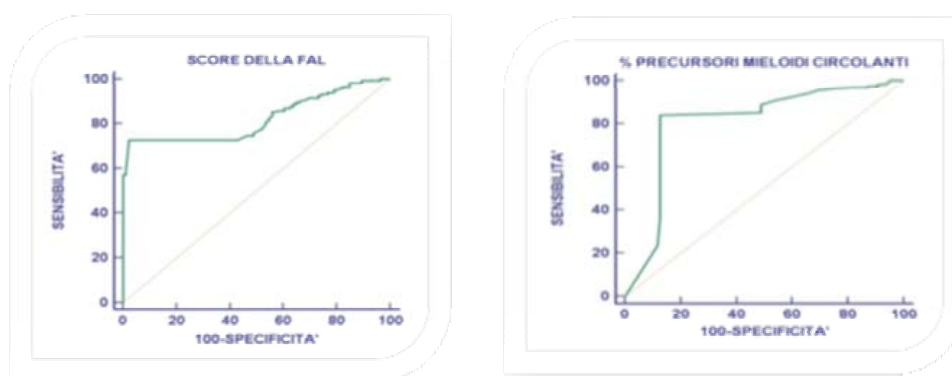 SCORE DELLA FAL
100
80
60
40
20
0
SENSIBILITA'
0 20 40 60 80 100
100-SPECIFICITA'
% PRECURSORI MIELOIDI CIRCOLANTI
100
80
60
40
20
0
SENSIBILITA'
0 20 40 60 80 100
100-SPECIFICITA'